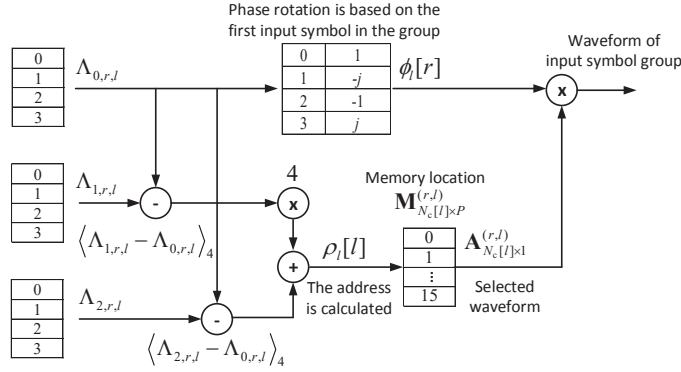 Phase rotation is based on the
first input symbol in the group
Waveform of
input symbol group
0
1
2
3
Λ0,r,l
0 1
1 -j
2 -1
3 j
ϕl[r]
x
0
1
2
3
Λ1,r,l
-
⟨Λ1,r,l − Λ0,r,l⟩4
4
x
Memory location
M(r,l)Nc[l]×P
+
ρl[l]
The address
is calculated
0
1
⋮
15
A(r,l)Nc[l]×1
Selected
waveform
0
1
2
3
Λ2,r,l
-
⟨Λ2,r,l − Λ0,r,l⟩4